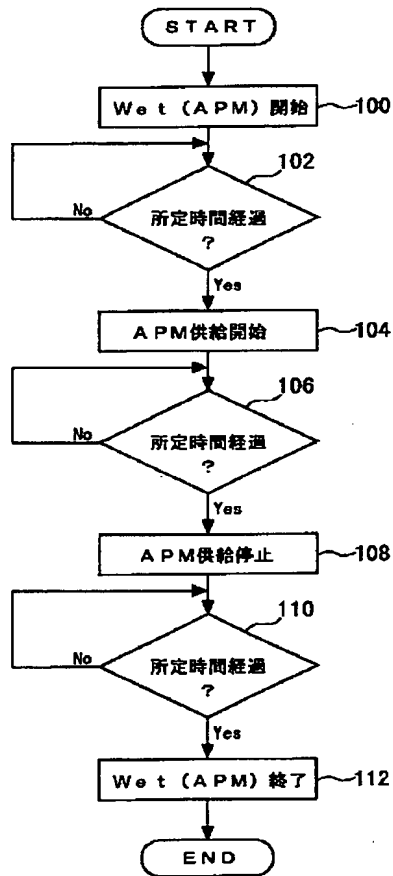 START
Wet (APM) 開始
100
102
所定時間経過
?
No
Yes
APM供給開始
104
106
所定時間経過
?
No
Yes
APM供給停止
108
110
所定時間経過
?
No
Yes
Wet (APM) 終了
112
END